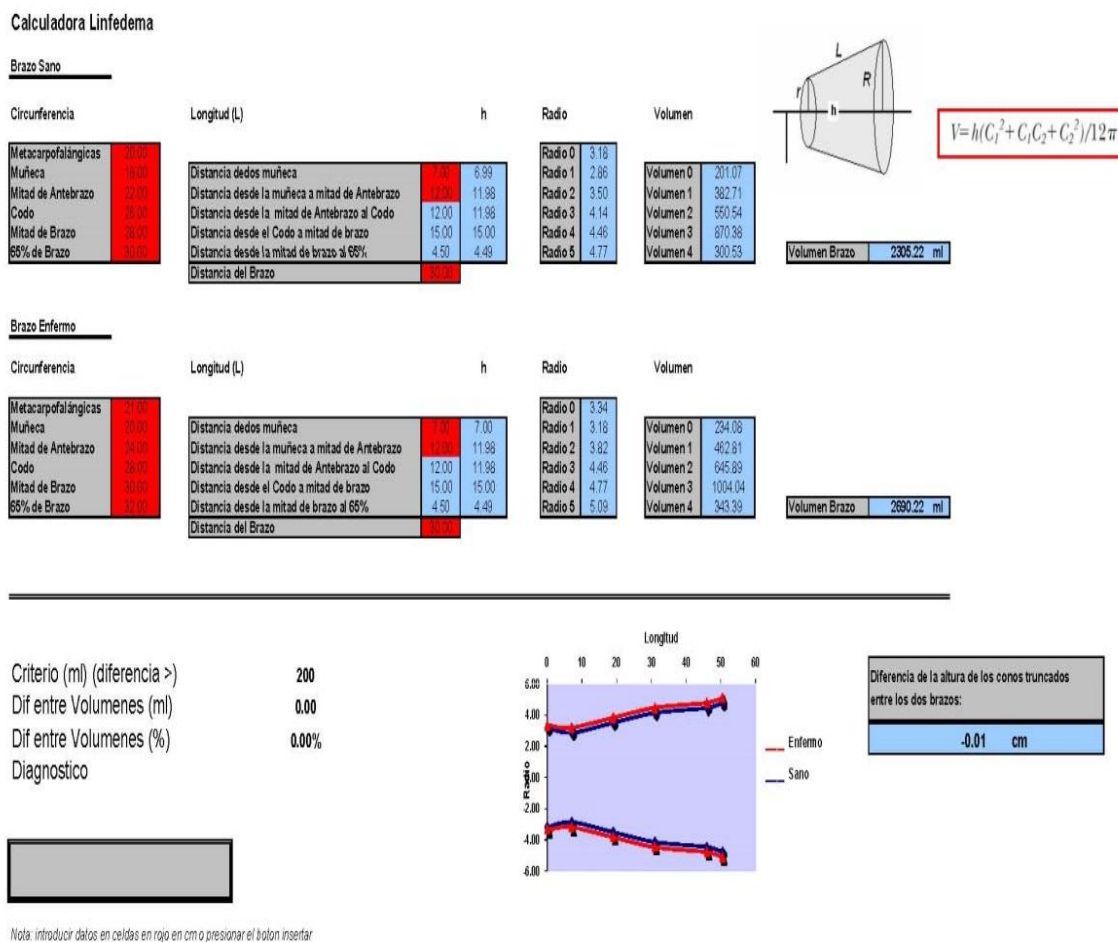 Calculadora Linfedema
Brazo Sano
Circunferencia Longitud (L) h Radio Volumen
L
r
R
h
V=h(C₁²+C₁C₂+C₂²)/12π
Metacarpofalángicas 20.00 Radio 0 3.18
Muñeca 18.00 Distancia dedos muñeca 7.00 6.99 Radio 1 2.86 Volumen 0 201.07
Mitad de Antebrazo 22.00 Distancia desde la muñeca a mitad de Antebrazo 12.00 11.98 Radio 2 3.50 Volumen 1 382.71
Codo 26.00 Distancia desde la mitad de Antebrazo al Codo 12.00 11.98 Radio 3 4.14 Volumen 2 550.54
Mitad de Brazo 28.00 Distancia desde el Codo a mitad de brazo 15.00 15.00 Radio 4 4.46 Volumen 3 870.38
65% de Brazo 30.00 Distancia desde la mitad de brazo al 65% 4.50 4.49 Radio 5 4.77 Volumen 4 300.53 Volumen Brazo 2305.22 ml
Distancia del Brazo 30.00
Brazo Enfermo
Circunferencia Longitud (L) h Radio Volumen
Metacarpofalángicas 21.00 Radio 0 3.34
Muñeca 20.00 Distancia dedos muñeca 7.00 7.00 Radio 1 3.18 Volumen 0 234.08
Mitad de Antebrazo 24.00 Distancia desde la muñeca a mitad de Antebrazo 12.00 11.98 Radio 2 3.82 Volumen 1 462.81
Codo 28.00 Distancia desde la mitad de Antebrazo al Codo 12.00 11.98 Radio 3 4.46 Volumen 2 645.89
Mitad de Brazo 30.00 Distancia desde el Codo a mitad de brazo 15.00 15.00 Radio 4 4.77 Volumen 3 1004.04
65% de Brazo 32.00 Distancia desde la mitad de brazo al 65% 4.50 4.49 Radio 5 5.09 Volumen 4 343.39 Volumen Brazo 2690.22 ml
Distancia del Brazo 30.00
Criterio (ml) (diferencia >) 200
Dif entre Volumenes (ml) 0.00
Dif entre Volumenes (%) 0.00%
Diagnostico
Longitud
0 10 20 30 40 50 60
6.00
4.00
2.00
0.00
-2.00
-4.00
-6.00
Radio
Enfermo
Sano
Diferencia de la altura de los conos truncados
entre los dos brazos:
-0.01 cm
Nota: introducir datos en celdas en rojo en cm o presionar el boton insertar